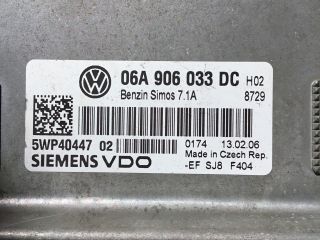 06A 906 033 DC H02
Benzin Simos 7.1A 8729
5WP40447 02 0174 13.02.06
SIEMENS VDO Made in Czech Rep.
-EF SJ8 F404